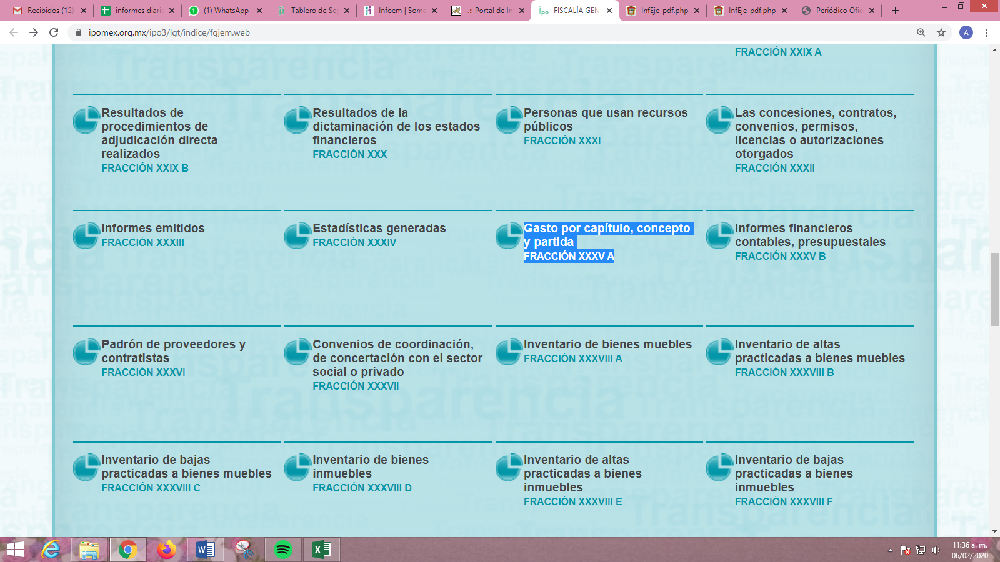 Recibidos (12)
informes diari
(1) WhatsApp
Tablero de Se
Infoem | Somo
..:: Portal de In
FISCALÍA GEN
InfEje_pdf.php
InfEje_pdf.php
Periódico Ofic
ipomex.org.mx/ipo3/lgt/indice/fgjem.web
A
FRACCIÓN XXIX A
Resultados de
procedimientos de
adjudicación directa
realizados
FRACCIÓN XXIX B
Resultados de la
dictaminación de los estados
financieros
FRACCIÓN XXX
Personas que usan recursos
públicos
FRACCIÓN XXXI
Las concesiones, contratos,
convenios, permisos,
licencias o autorizaciones
otorgados
FRACCIÓN XXXII
Informes emitidos
FRACCIÓN XXXIII
Estadísticas generadas
FRACCIÓN XXXIV
Gasto por capítulo, concepto
y partida
FRACCIÓN XXXV A
Informes financieros
contables, presupuestales
FRACCIÓN XXXV B
Padrón de proveedores y
contratistas
FRACCIÓN XXXVI
Convenios de coordinación,
de concertación con el sector
social o privado
FRACCIÓN XXXVII
Inventario de bienes muebles
FRACCIÓN XXXVIII A
Inventario de altas
practicadas a bienes muebles
FRACCIÓN XXXVIII B
Inventario de bajas
practicadas a bienes muebles
FRACCIÓN XXXVIII C
Inventario de bienes
inmuebles
FRACCIÓN XXXVIII D
Inventario de altas
practicadas a bienes
inmuebles
FRACCIÓN XXXVIII E
Inventario de bajas
practicadas a bienes
inmuebles
FRACCIÓN XXXVIII F
11:36 a. m.
06/02/2020